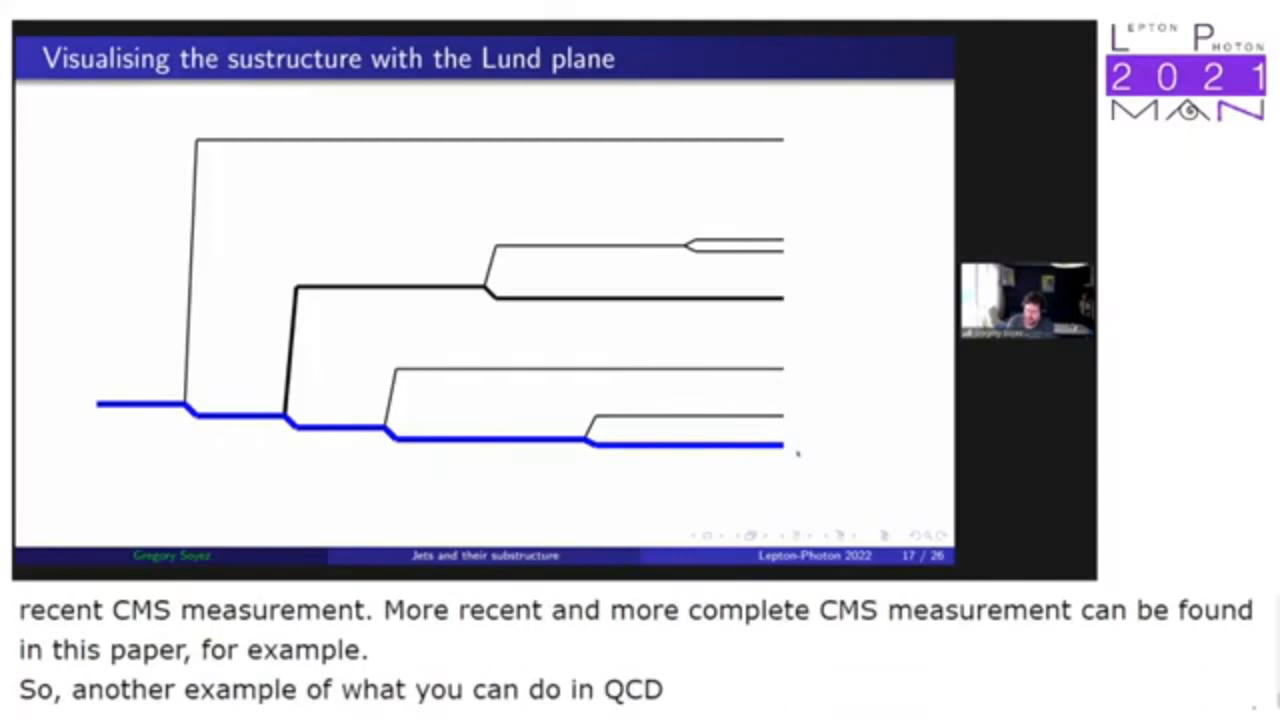 Visualising the sustructure with the Lund plane
LEPTON PHOTON
2021
MAN
Gregory Soyez
Gregory Soyez Jets and their substructure Lepton-Photon 2022 17 / 26
recent CMS measurement. More recent and more complete CMS measurement can be found
in this paper, for example.
So, another example of what you can do in QCD